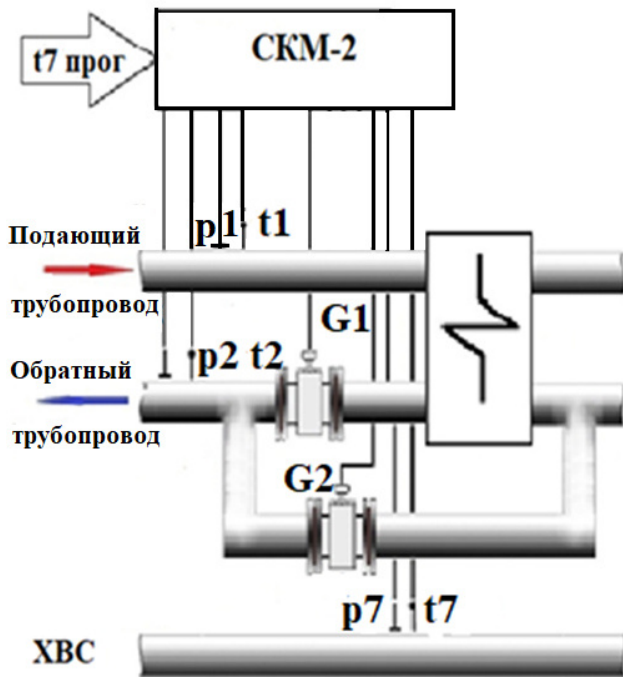 СКМ-2
t7 прог
p1 t1
Подающий
трубопровод
G1
p2 t2
Обратный
трубопровод
G2
p7 t7
ХВС